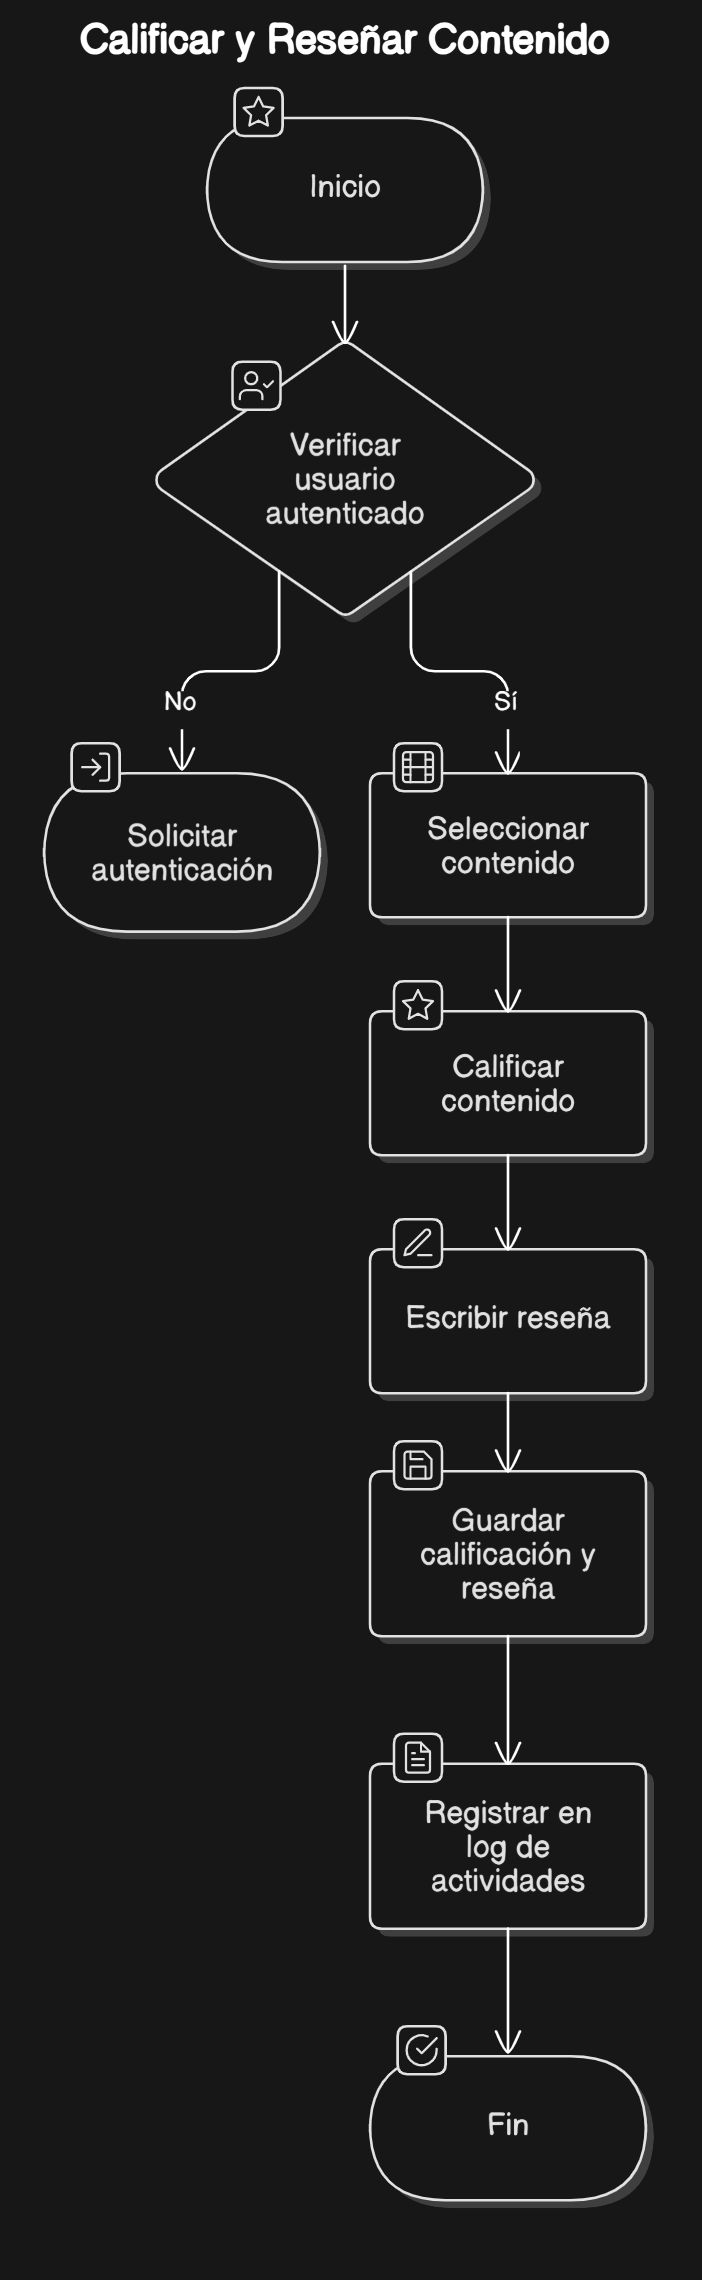 Calificar y Reseñar Contenido
Inicio
Verificar
usuario
autenticado
No
Sí
Solicitar
autenticación
Seleccionar
contenido
Calificar
contenido
Escribir reseña
Guardar
calificación y
reseña
Registrar en
log de
actividades
Fin